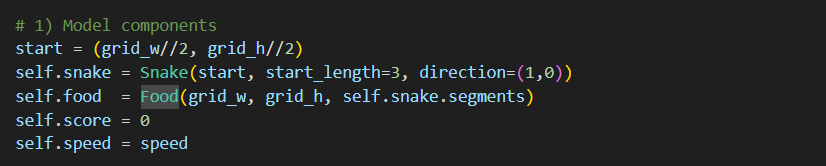 # 1) Model components
start = (grid_w//2, grid_h//2)
self.snake = Snake(start, start_length=3, direction=(1,0))
self.food  = Food(grid_w, grid_h, self.snake.segments)
self.score = 0
self.speed = speed